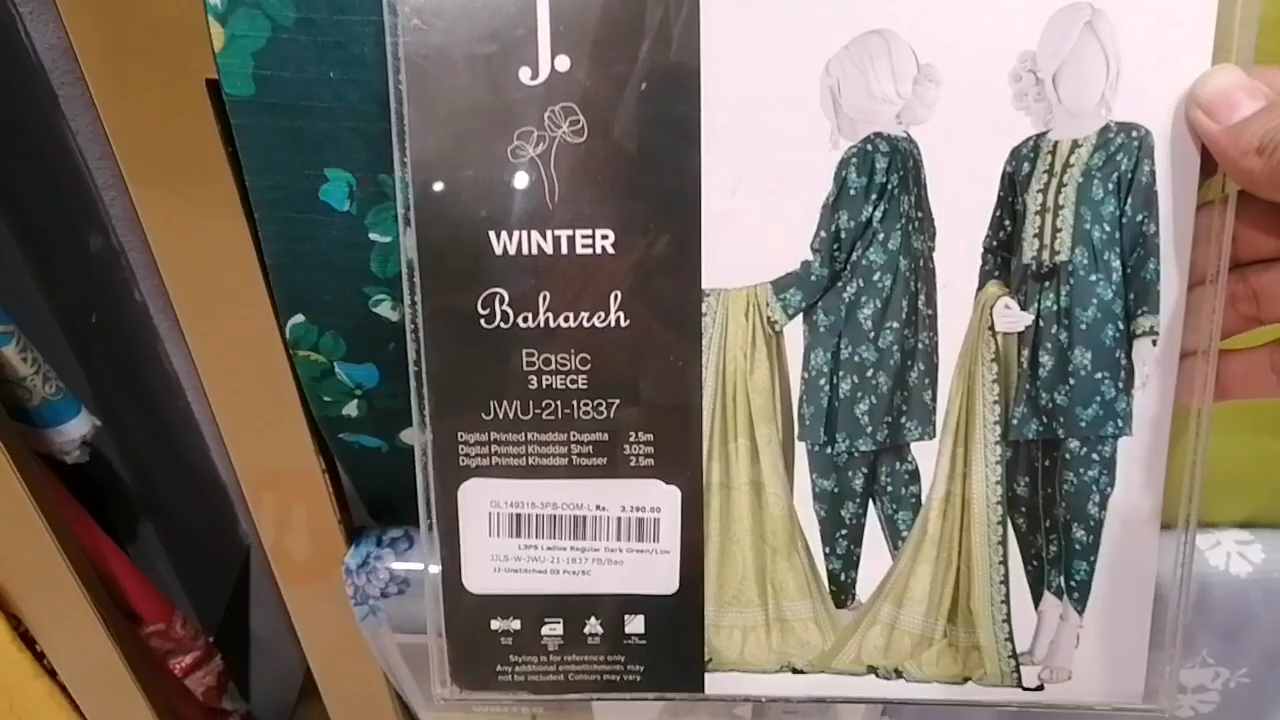 J.
WINTER
Bahareh
Basic
3 PIECE
JWU-21-1837
Digital Printed Khaddar Dupatta 2.5m
Digital Printed Khaddar Shirt 3.02m
Digital Printed Khaddar Trouser 2.5m
GL149318-3PS-DGM-L Rs. 3,290.00
L3PS Ladies Regular Dark Green/Lim
JJLS-W-JWU-21-1837 FB/Bao
JJ-Unstitched 03 Pcs/SC
Styling is for reference only
Any additional embellishments may
not be included. Colours may vary.
WINTER